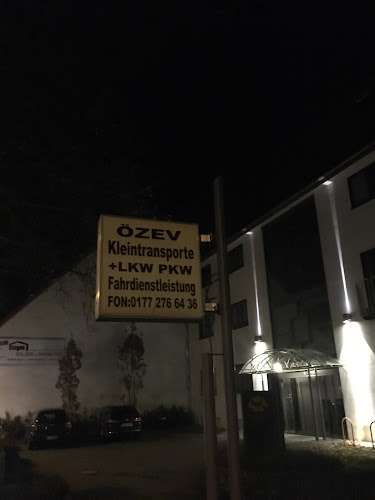 ÖZEV
Kleintransporte
+LKW PKW
Fahrdienstleistung
FON:0177 276 64 36